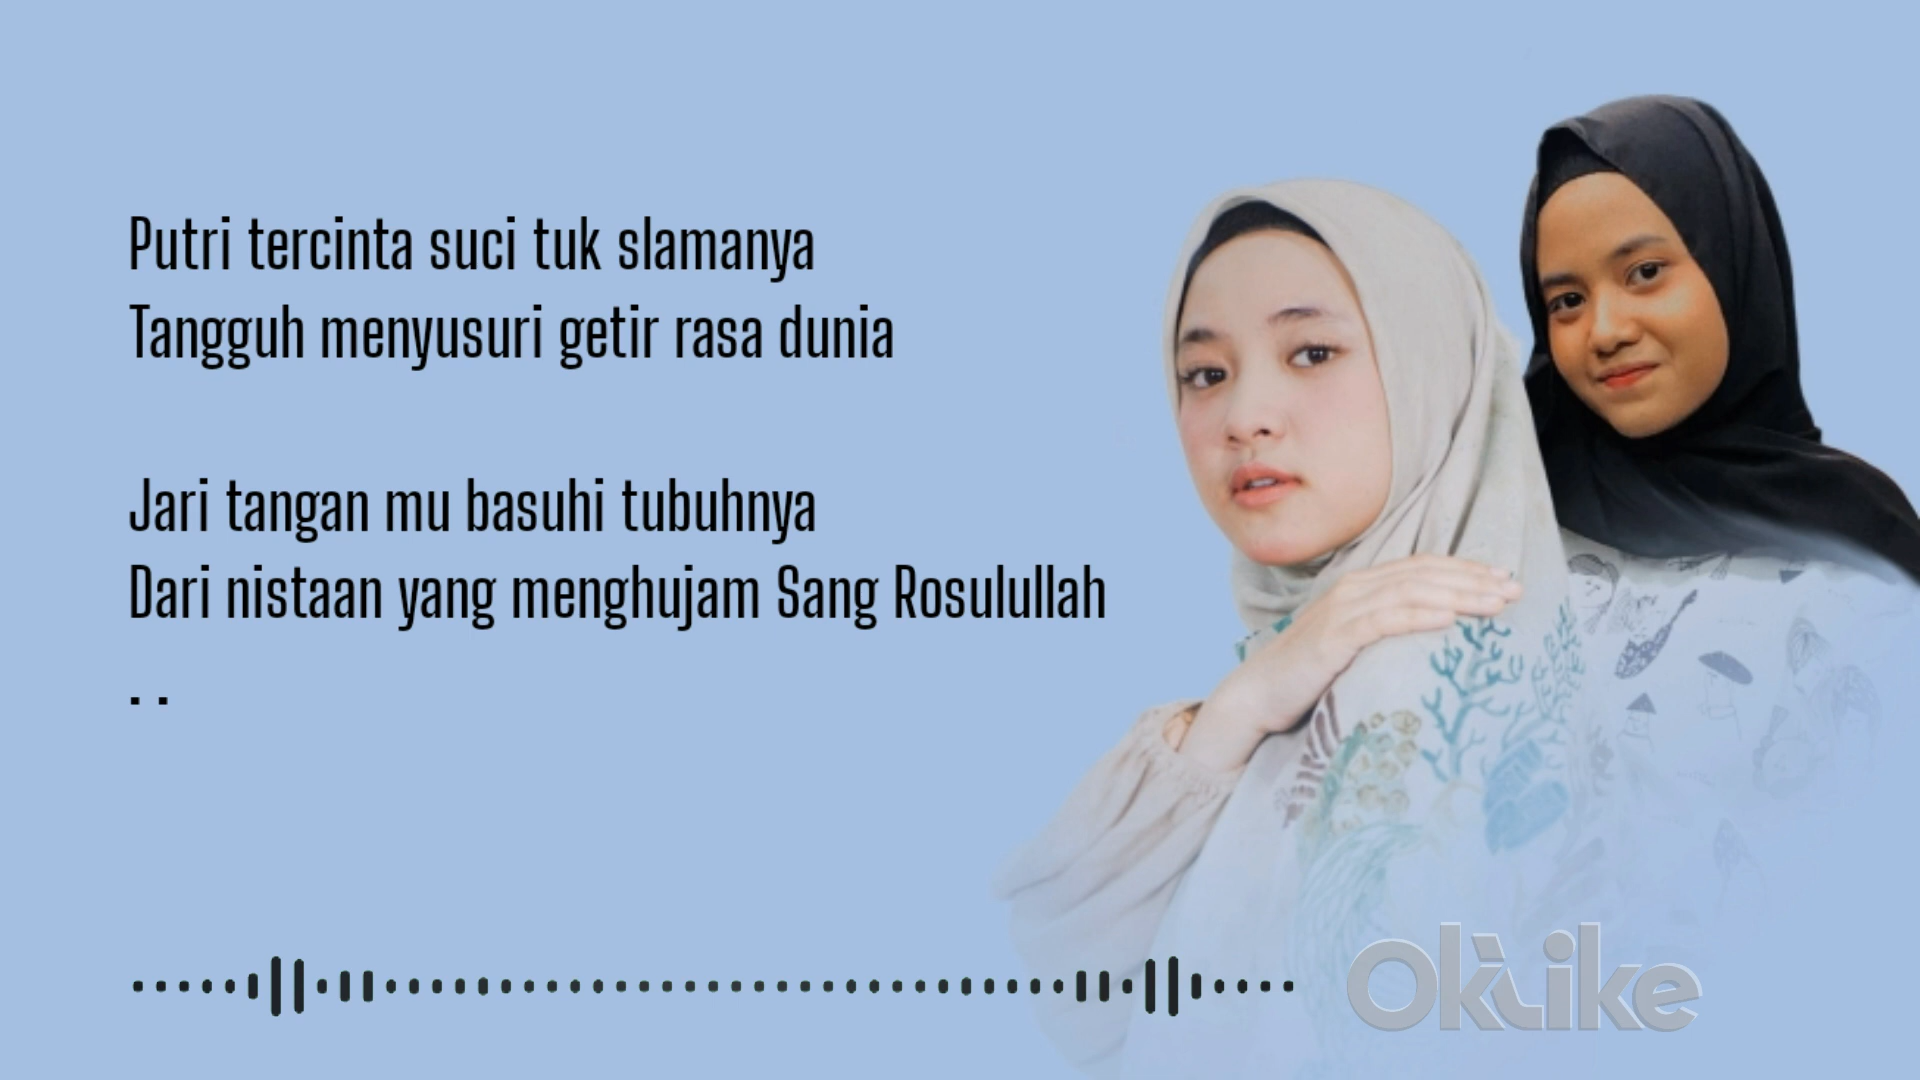 Putri tercinta suci tuk slamanya
Tangguh menyusuri getir rasa dunia
Jari tangan mu basuhi tubuhnya
Dari nistaan yang menghujam Sang Rosulullah
. .
OkLike